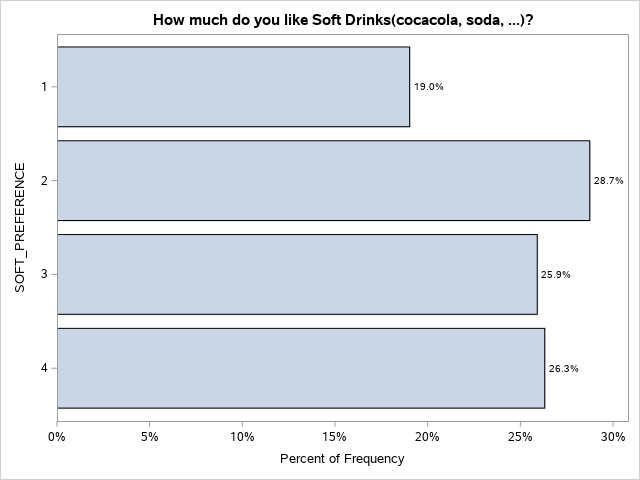 How much do you like Soft Drinks(cocacola, soda, ...)?
SOFT_PREFERENCE
1
19.0%
2
28.7%
3
25.9%
4
26.3%
0% 5% 10% 15% 20% 25% 30%
Percent of Frequency